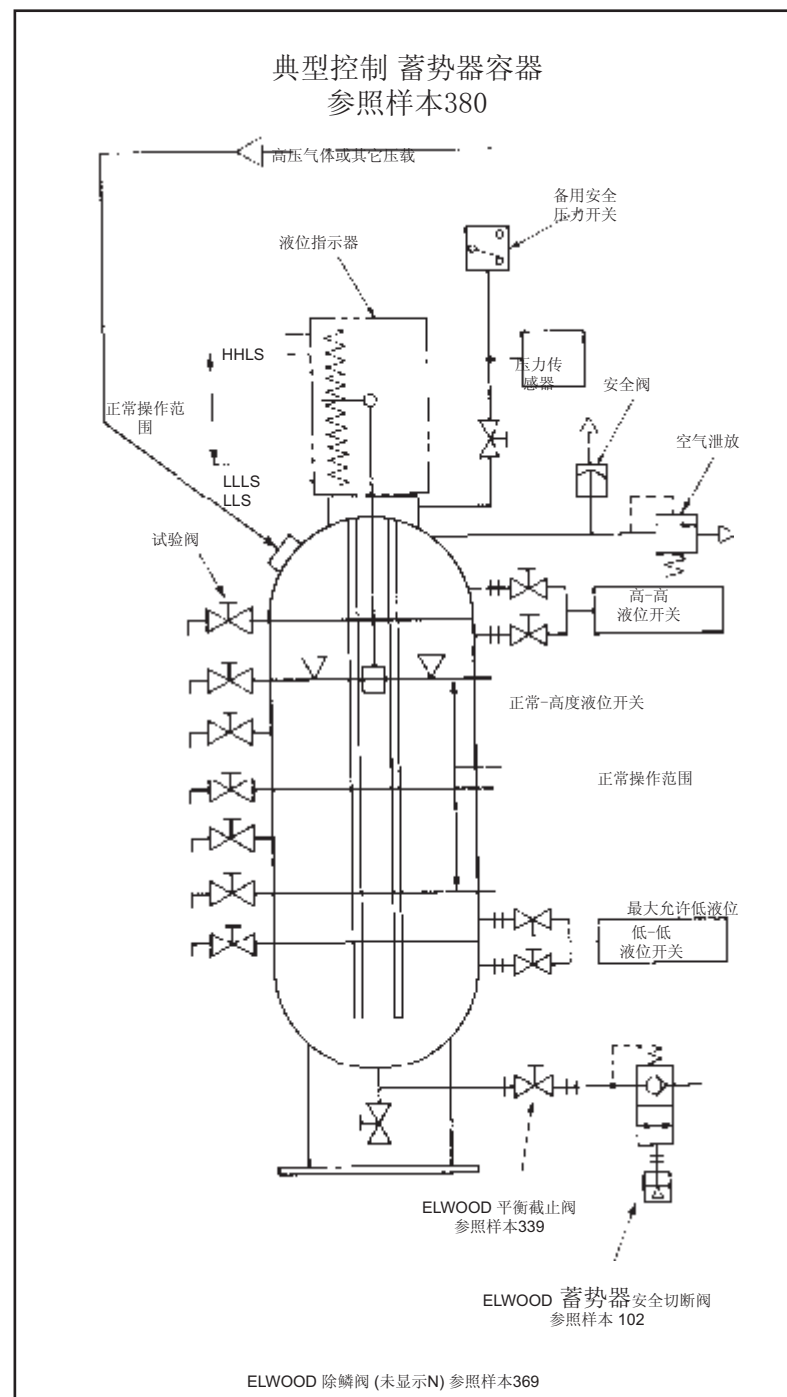 典型控制 蓄势器容器
参照样本380
高压气体或其它压载
备用安全
压力开关
液位指示器
HHLS
压力传
感器
安全阀
正常操作范
围
空气泄放
LLLS
LLS
试验阀
高-高
液位开关
正常-高度液位开关
正常操作范围
最大允许低液位
低-低
液位开关
ELWOOD 平衡截止阀
参照样本339
ELWOOD 蓄势器安全切断阀
参照样本 102
ELWOOD 除鳞阀 (未显示N) 参照样本369